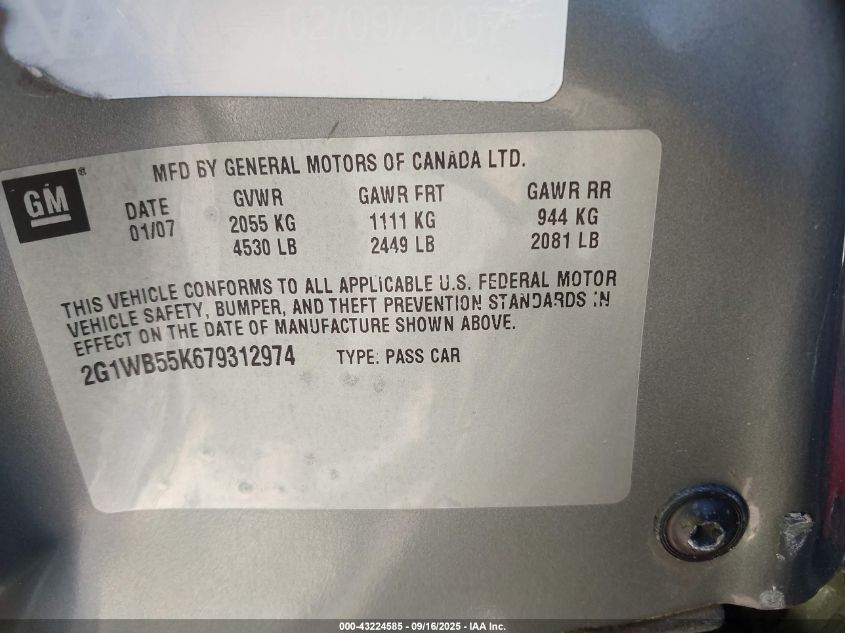 02/09/2007
MFD BY GENERAL MOTORS OF CANADA LTD.
GM®
DATE GVWR GAWR FRT GAWR RR
01/07 2055 KG 1111 KG 944 KG
4530 LB 2449 LB 2081 LB
THIS VEHICLE CONFORMS TO ALL APPLICABLE U.S. FEDERAL MOTOR
VEHICLE SAFETY, BUMPER, AND THEFT PREVENTION STANDARDS IN
EFFECT ON THE DATE OF MANUFACTURE SHOWN ABOVE.
2G1WB55K679312974 TYPE: PASS CAR
000-43224585 - 09/16/2025 - IAA Inc.